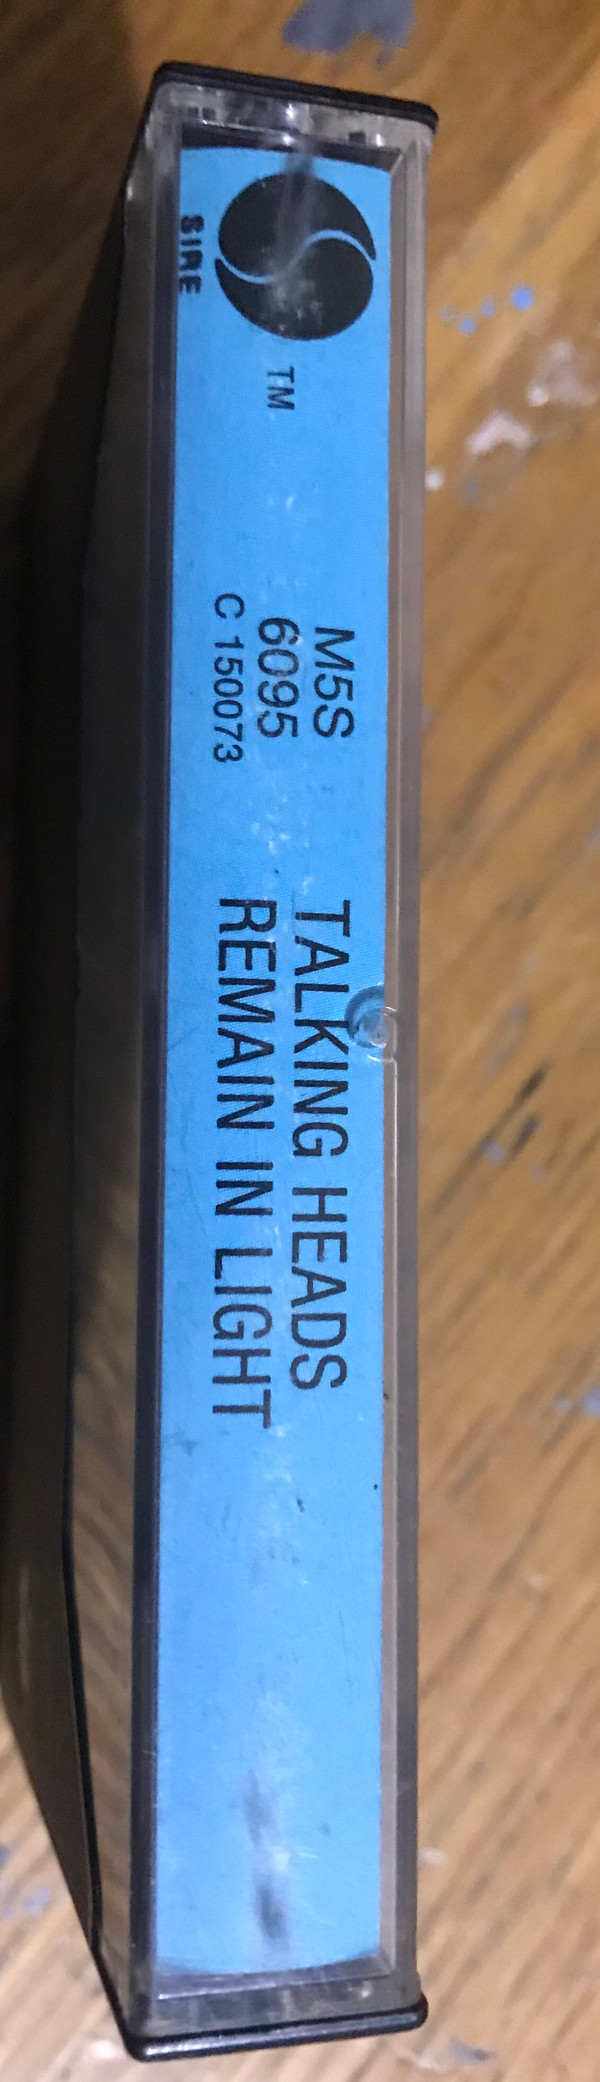 SIRE
TM
M5S
6095
C 150073
TALKING HEADS
REMAIN IN LIGHT